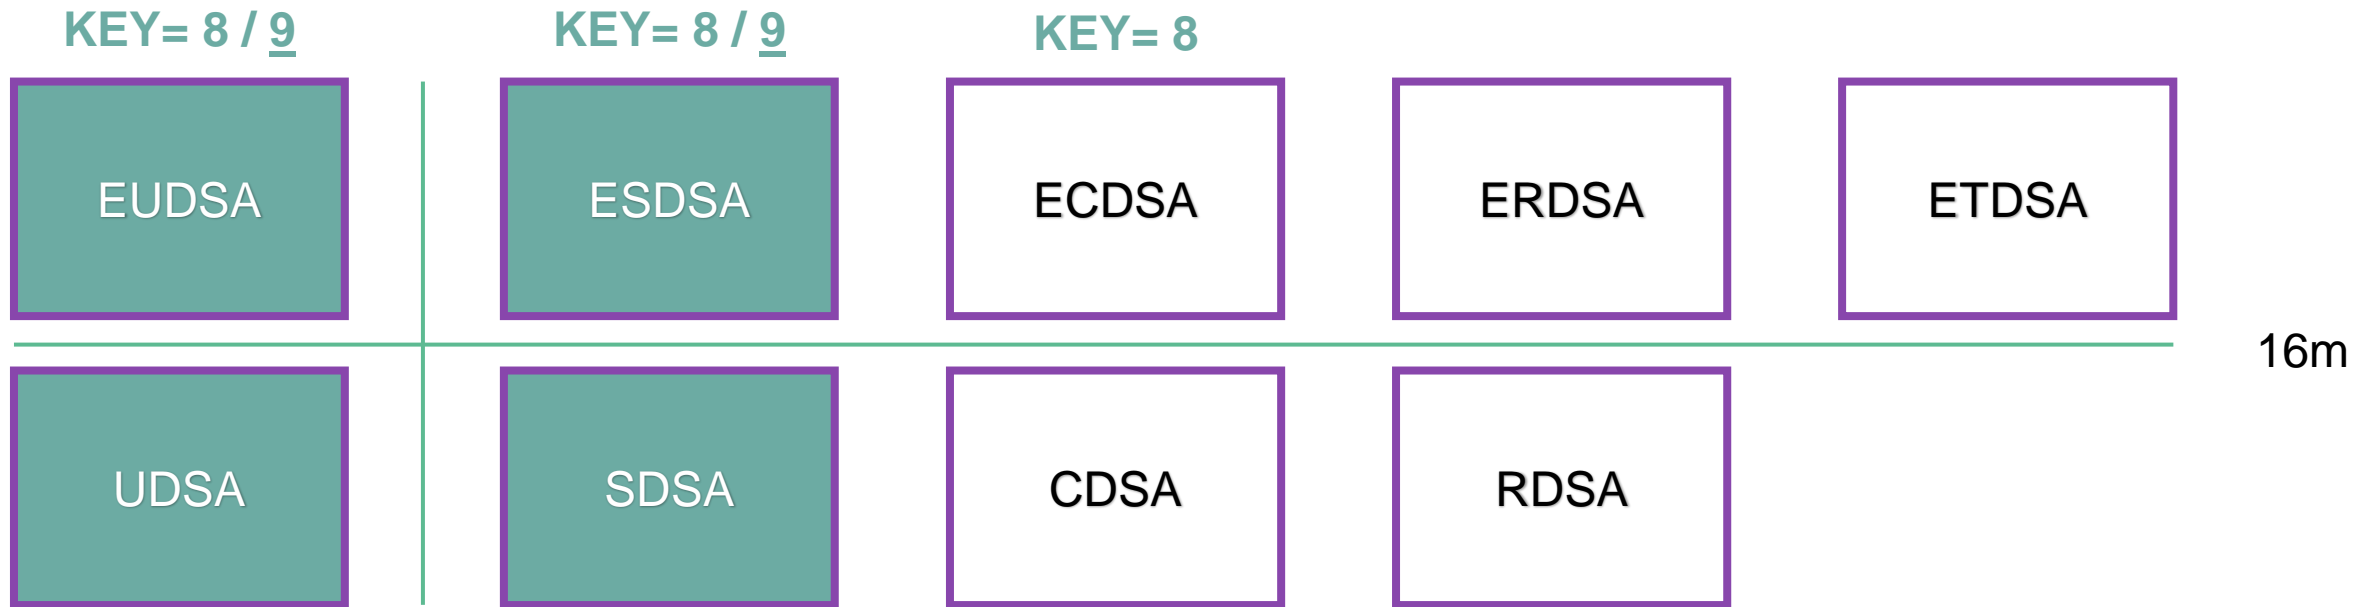 KEY= 8 / 9
KEY= 8 / 9
KEY= 8
EUDSA
ESDSA
ECDSA
ERDSA
ETDSA
16m
UDSA
SDSA
CDSA
RDSA